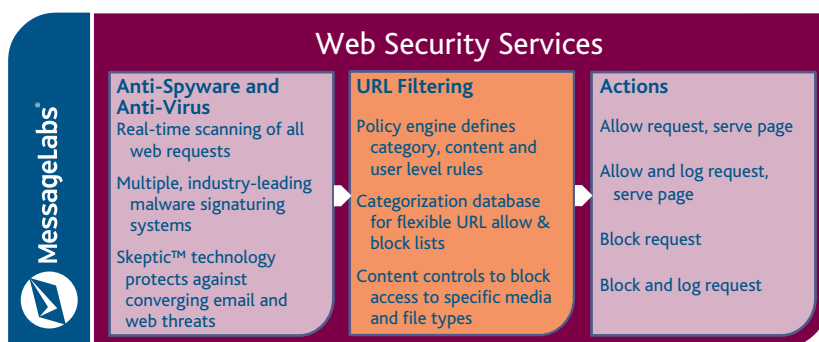 MessageLabs®
Web Security Services
Anti-Spyware and
Anti-Virus
Real-time scanning of all
web requests
Multiple, industry-leading
malware signaturing
systems
Skeptic™ technology
protects against
converging email and
web threats
URL Filtering
Policy engine defines
category, content and
user level rules
Categorization database
for flexible URL allow &
block lists
Content controls to block
access to specific media
and file types
Actions
Allow request, serve page
Allow and log request,
serve page
Block request
Block and log request